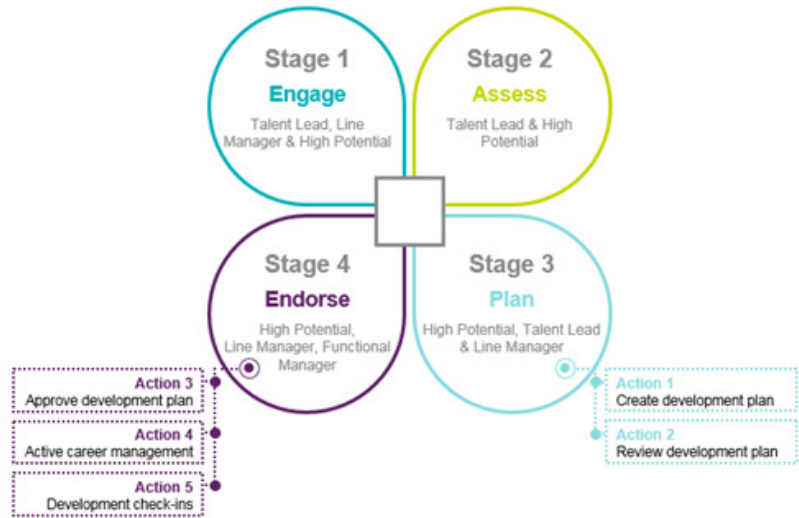 Stage 1
Engage
Talent Lead, Line
Manager & High Potential
Stage 2
Assess
Talent Lead & High
Potential
Stage 4
Endorse
High Potential,
Line Manager, Functional
Manager
Stage 3
Plan
High Potential, Talent Lead
& Line Manager
Action 3
Approve development plan
Action 4
Active career management
Action 5
Development check-ins
Action 1
Create development plan
Action 2
Review development plan